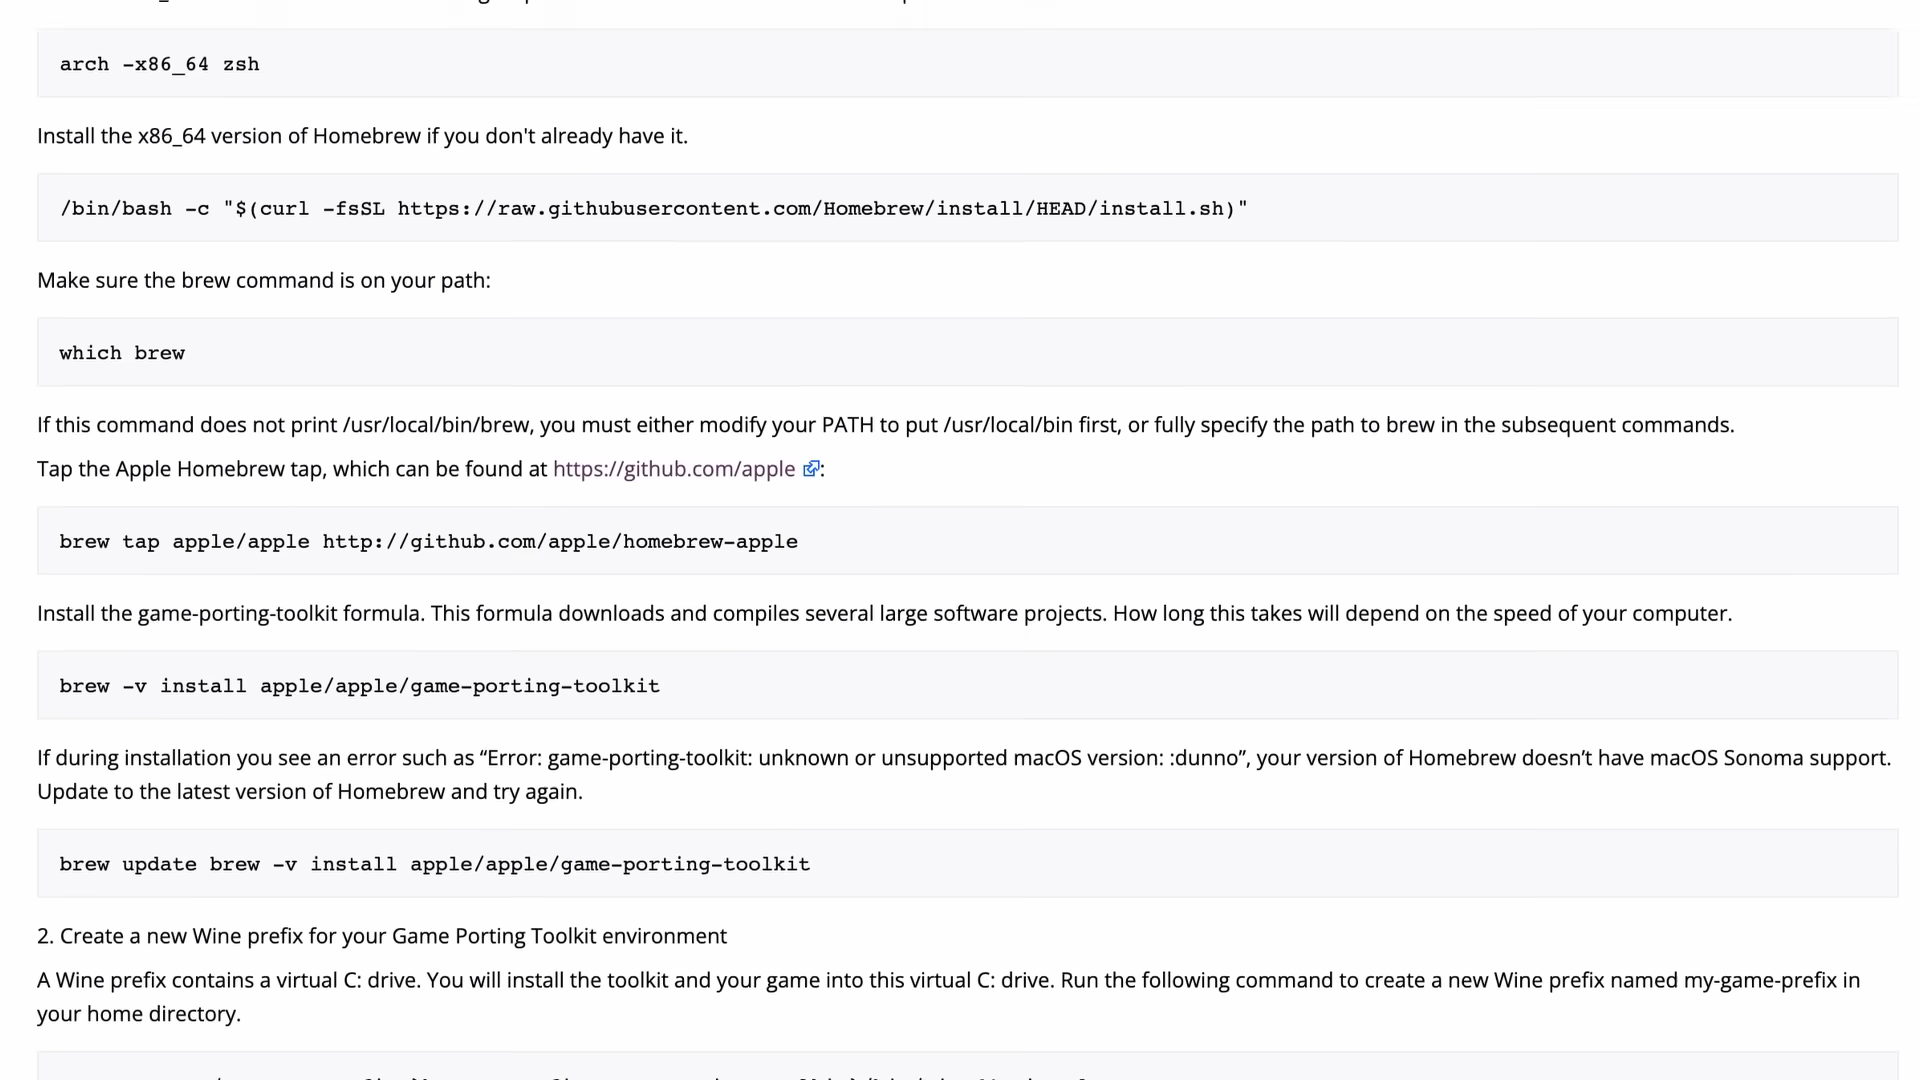 arch -x86_64 zsh
Install the x86_64 version of Homebrew if you don't already have it.
/bin/bash -c "$(curl -fsSL https://raw.githubusercontent.com/Homebrew/install/HEAD/install.sh)"
Make sure the brew command is on your path:
which brew
If this command does not print /usr/local/bin/brew, you must either modify your PATH to put /usr/local/bin first, or fully specify the path to brew in the subsequent commands.
Tap the Apple Homebrew tap, which can be found at https://github.com/apple :
brew tap apple/apple http://github.com/apple/homebrew-apple
Install the game-porting-toolkit formula. This formula downloads and compiles several large software projects. How long this takes will depend on the speed of your computer.
brew -v install apple/apple/game-porting-toolkit
If during installation you see an error such as “Error: game-porting-toolkit: unknown or unsupported macOS version: :dunno”, your version of Homebrew doesn’t have macOS Sonoma support.
Update to the latest version of Homebrew and try again.
brew update brew -v install apple/apple/game-porting-toolkit
2. Create a new Wine prefix for your Game Porting Toolkit environment
A Wine prefix contains a virtual C: drive. You will install the toolkit and your game into this virtual C: drive. Run the following command to create a new Wine prefix named my-game-prefix in
your home directory.